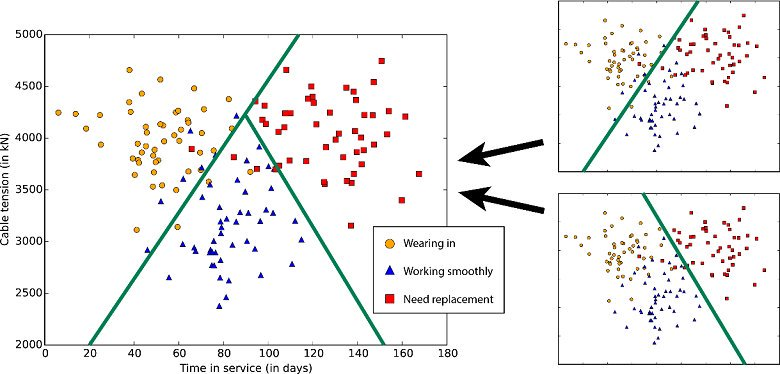 5000
4500
4000
3500
3000
2500
2000
Cable tension (in kN)
0 20 40 60 80 100 120 140 160 180
Time in service (in days)
Wearing in
Working smoothly
Need replacement